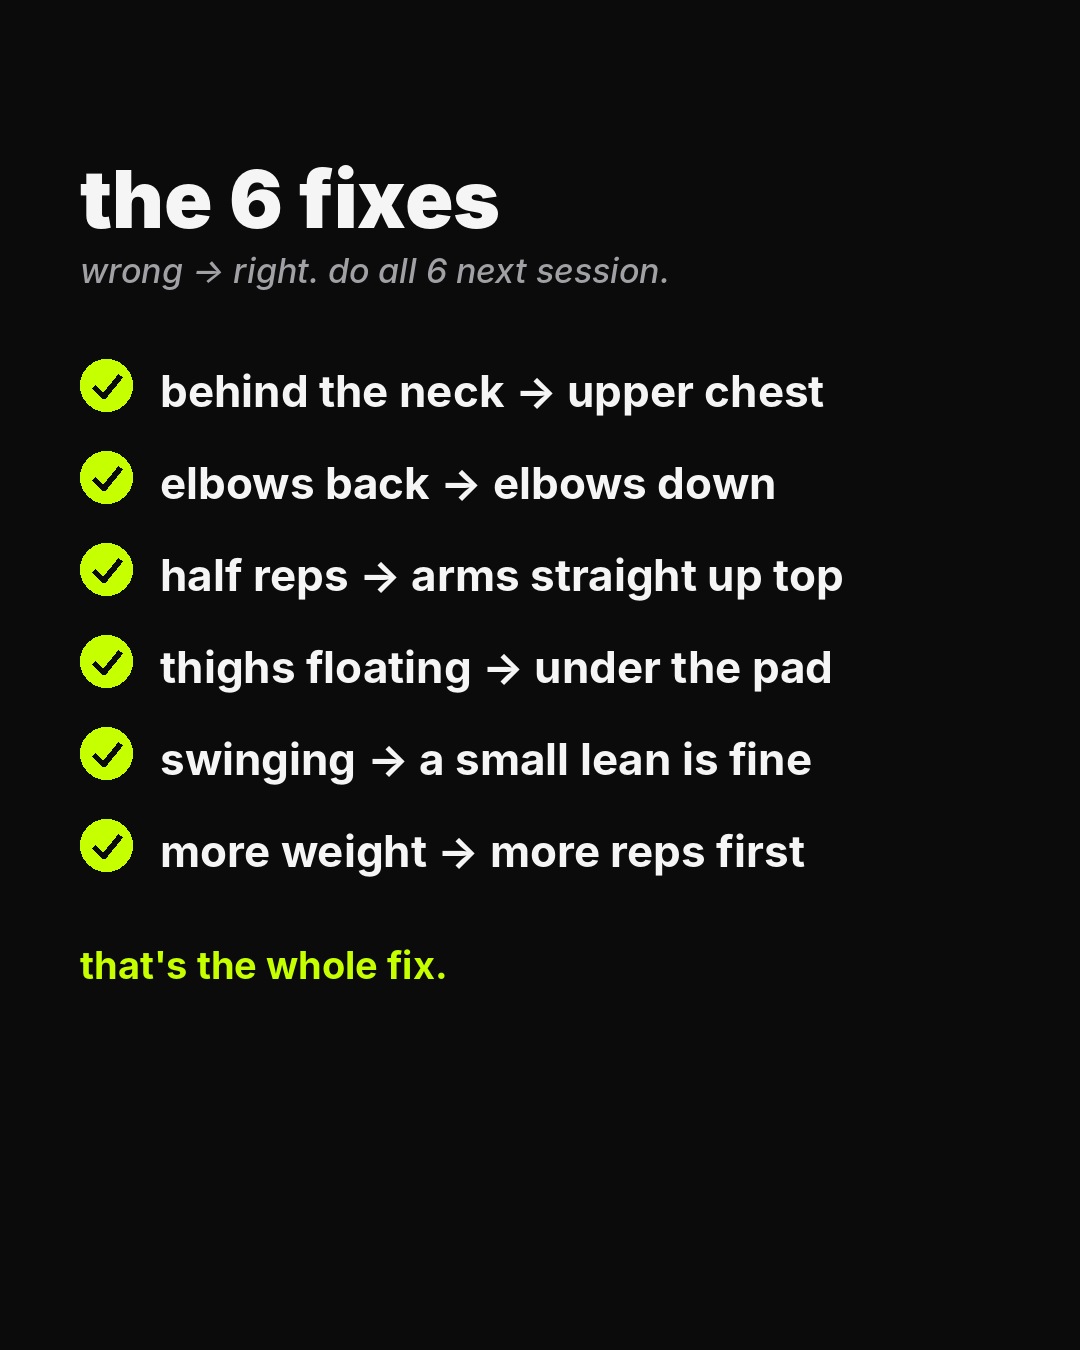 the 6 fixes
wrong → right. do all 6 next session.
behind the neck → upper chest
elbows back → elbows down
half reps → arms straight up top
thighs floating → under the pad
swinging → a small lean is fine
more weight → more reps first
that's the whole fix.